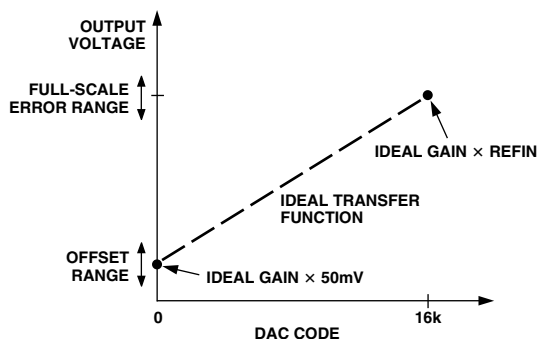 OUTPUT
VOLTAGE
FULL-SCALE
ERROR RANGE
IDEAL GAIN × REFIN
IDEAL TRANSFER
FUNCTION
OFFSET
RANGE
IDEAL GAIN × 50mV
0
16k
DAC CODE